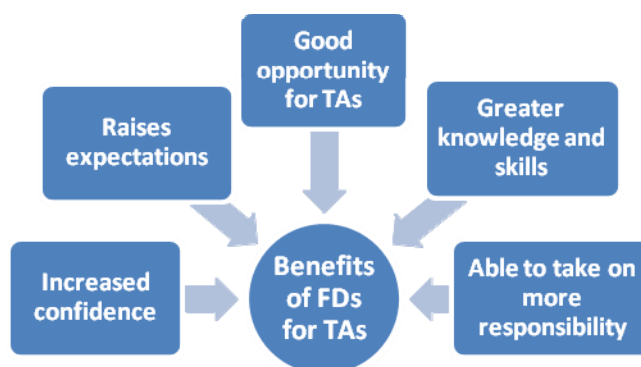 Good
opportunity
for TAs
Raises
expectations
Greater
knowledge and
skills
Increased
confidence
Benefits
of FDs
for TAs
Able to take on
more
responsibility